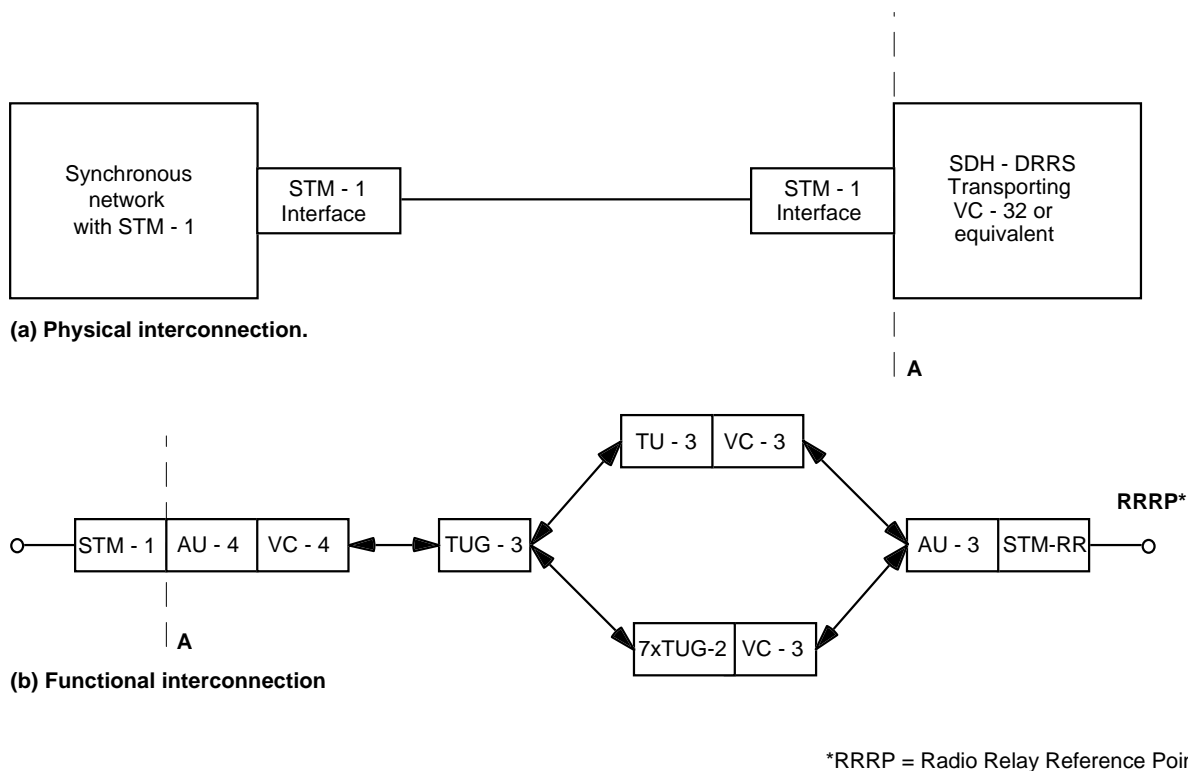 Synchronous
network
with STM - 1
STM - 1
Interface
STM - 1
Interface
SDH - DRRS
Transporting
VC - 32 or
equivalent
(a) Physical interconnection.
A
TU - 3
VC - 3
RRRP*
STM - 1
AU - 4
VC - 4
TUG - 3
AU - 3
STM-RR
A
7xTUG-2
VC - 3
(b) Functional interconnection
*RRRP = Radio Relay Reference Poin